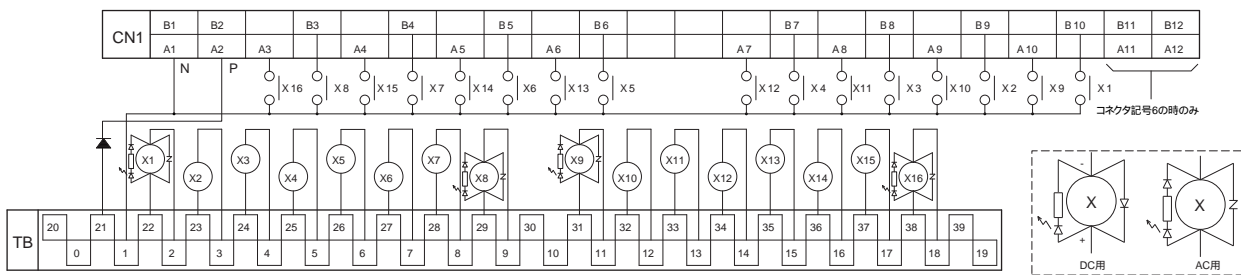 CN1
B1 B2 B3 B4 B5 B6 B7 B8 B9 B10 B11 B12
A1 A2 A3 A4 A5 A6 A7 A8 A9 A10 A11 A12
N P
X16 X8 X15 X7 X14 X6 X13 X5 X12 X4 X11 X3 X10 X2 X9 X1
コネクタ記号6の時のみ
X1 X3 X5 X7 X9 X11 X13 X15
X2 X4 X6 X8 X10 X12 X14 X16
TB
20 21 22 23 24 25 26 27 28 29 30 31 32 33 34 35 36 37 38 39
0 1 2 3 4 5 6 7 8 9 10 11 12 13 14 15 16 17 18 19
- X + DC用
X AC用